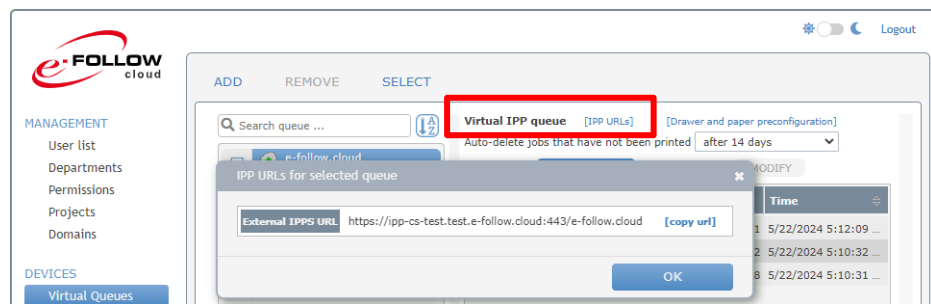 Logout
e-FOLLOW
cloud
ADD REMOVE SELECT
MANAGEMENT
User list
Departments
Permissions
Projects
Domains
DEVICES
Virtual Queues
Search queue ...
A
Z
Virtual IPP queue [IPP URLs] [Drawer and paper preconfiguration]
Auto-delete jobs that have not been printed after 14 days
e-follow.cloud
MODIFY
IPP URLs for selected queue
External IPPS URL https://ipp-cs-test.test.e-follow.cloud:443/e-follow.cloud [copy url]
OK
Time
1 5/22/2024 5:12:09 ...
2 5/22/2024 5:10:32 ...
8 5/22/2024 5:10:31 ...